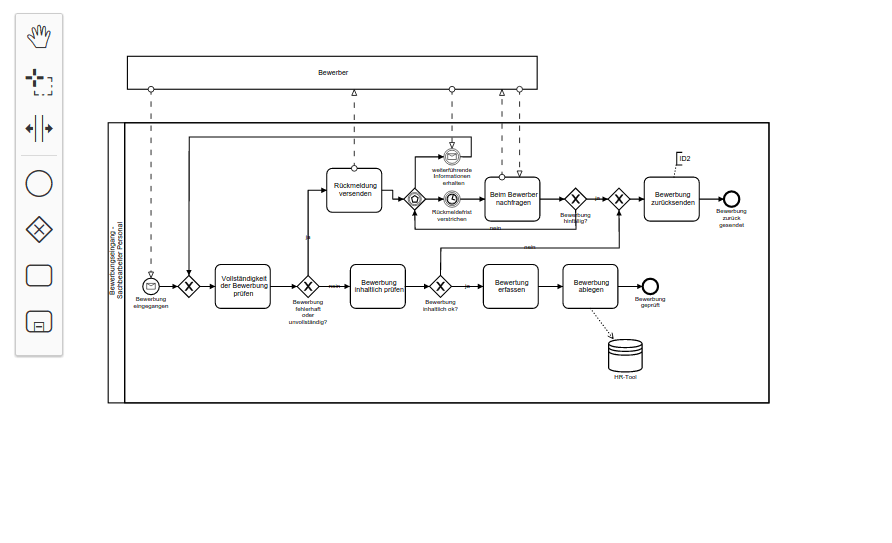 Bewerber
ID2
weiterführende
Informationen
erhalten
Rückmeldung
versenden
Rückmeldefrist
verstrichen
Beim Bewerber
nachfragen
Bewerbung
hinfällig?
ja
Bewerbung
zurücksenden
Bewerbung
zurück
gesendet
nein
ja
nein
Bewerbungseingang -
Sachbearbeiter Personal
Bewerbung
eingegangen
Vollständigkeit
der Bewerbung
prüfen
Bewerbung
fehlerhaft
oder
unvollständig?
nein
Bewerbung
inhaltlich prüfen
Bewerbung
inhaltlich ok?
ja
Bewertung
erfassen
Bewerbung
ablegen
Bewerbung
geprüft
HR-Tool